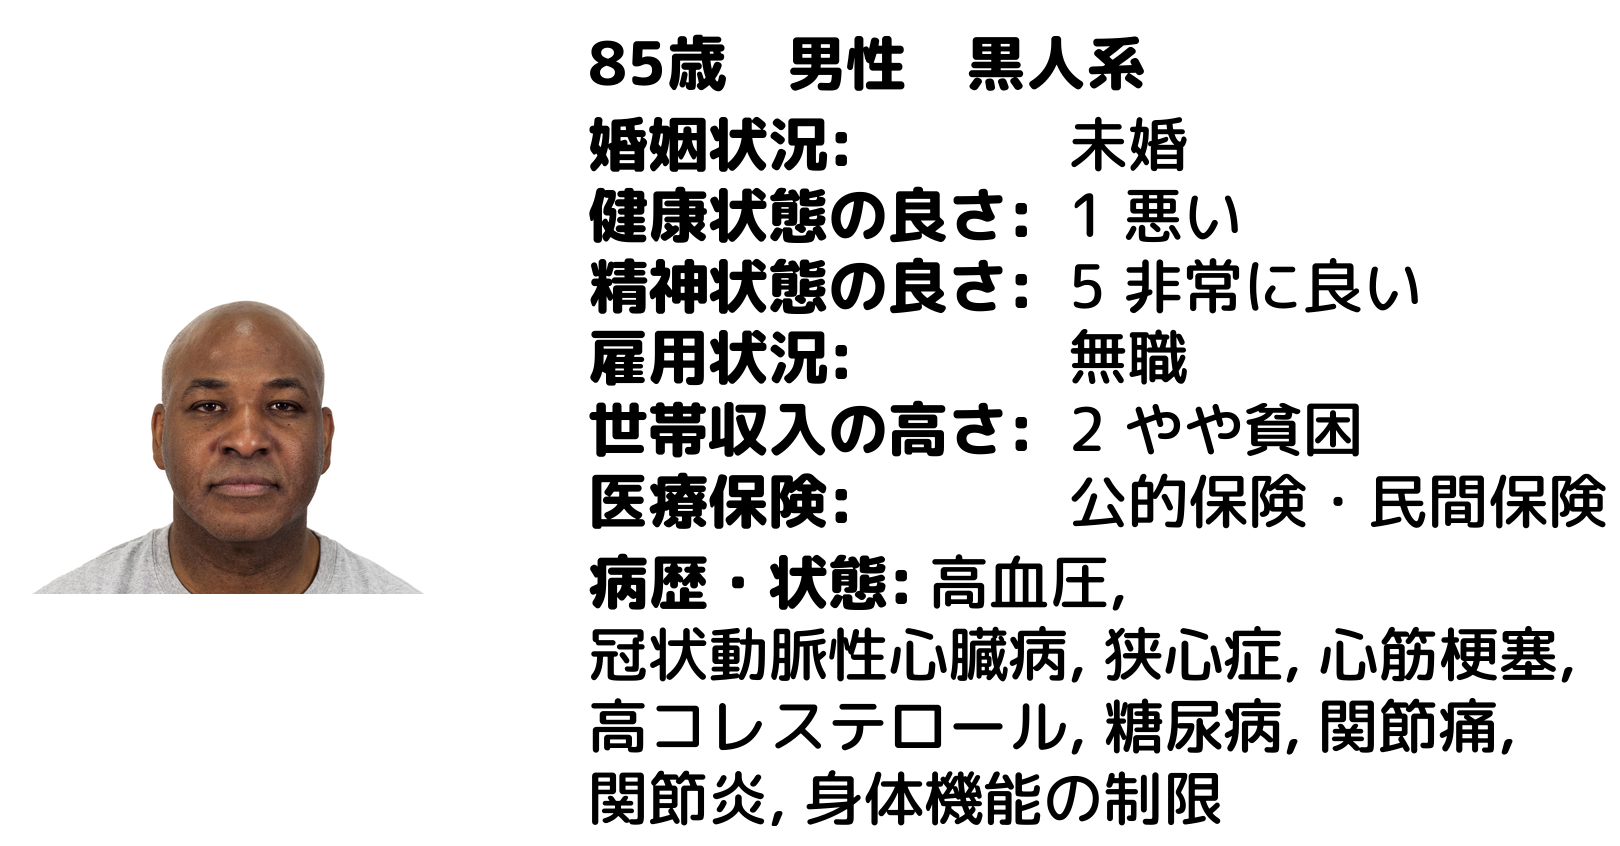 85歳　男性　黒人系
婚姻状況: 未婚
健康状態の良さ: 1 悪い
精神状態の良さ: 5 非常に良い
雇用状況: 無職
世帯収入の高さ: 2 やや貧困
医療保険: 公的保険・民間保険
病歴・状態: 高血圧,
冠状動脈性心臓病, 狭心症, 心筋梗塞,
高コレステロール, 糖尿病, 関節痛,
関節炎, 身体機能の制限